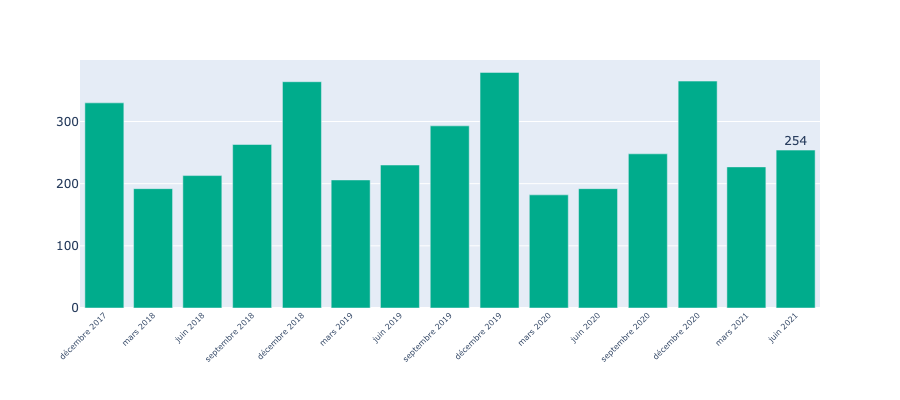 300
200
100
0
254
décembre 2017
mars 2018
juin 2018
septembre 2018
décembre 2018
mars 2019
juin 2019
septembre 2019
décembre 2019
mars 2020
juin 2020
septembre 2020
décembre 2020
mars 2021
juin 2021